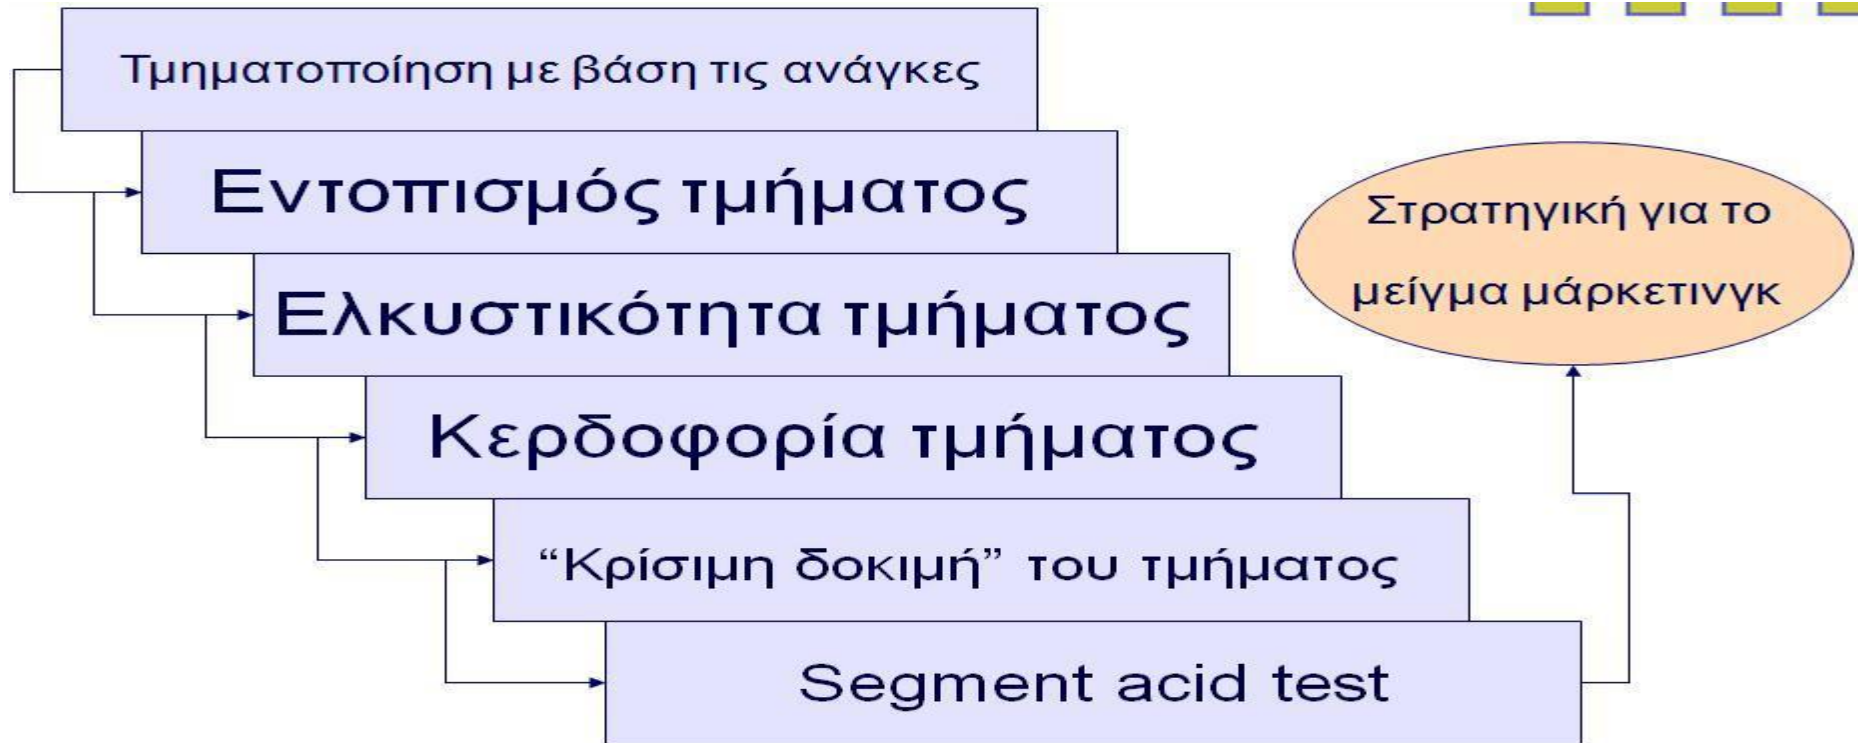 Τμηματοποίηση με βάση τις ανάγκες
Εντοπισμός τμήματος
Ελκυστικότητα τμήματος
Κερδοφορία τμήματος
“Κρίσιμη δοκιμή” του τμήματος
Segment acid test
Στρατηγική για το
μείγμα μάρκετινγκ